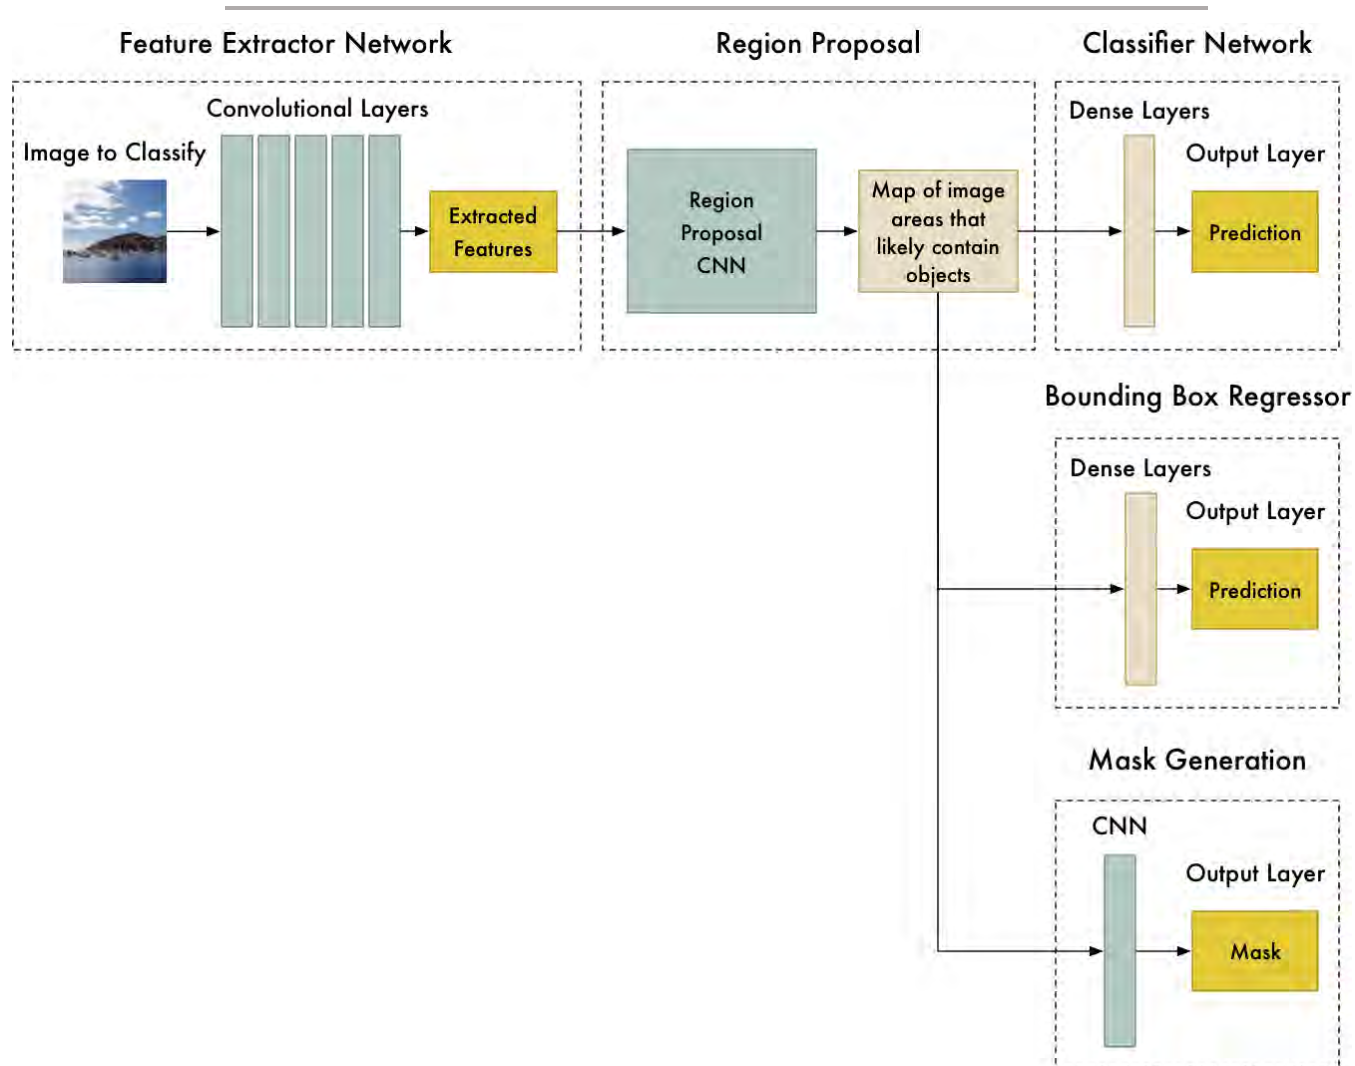 Feature Extractor Network
Region Proposal
Classifier Network
Convolutional Layers
Image to Classify
Extracted
Features
Region
Proposal
CNN
Map of image
areas that
likely contain
objects
Dense Layers
Output Layer
Prediction
Bounding Box Regressor
Dense Layers
Output Layer
Prediction
Mask Generation
CNN
Output Layer
Mask